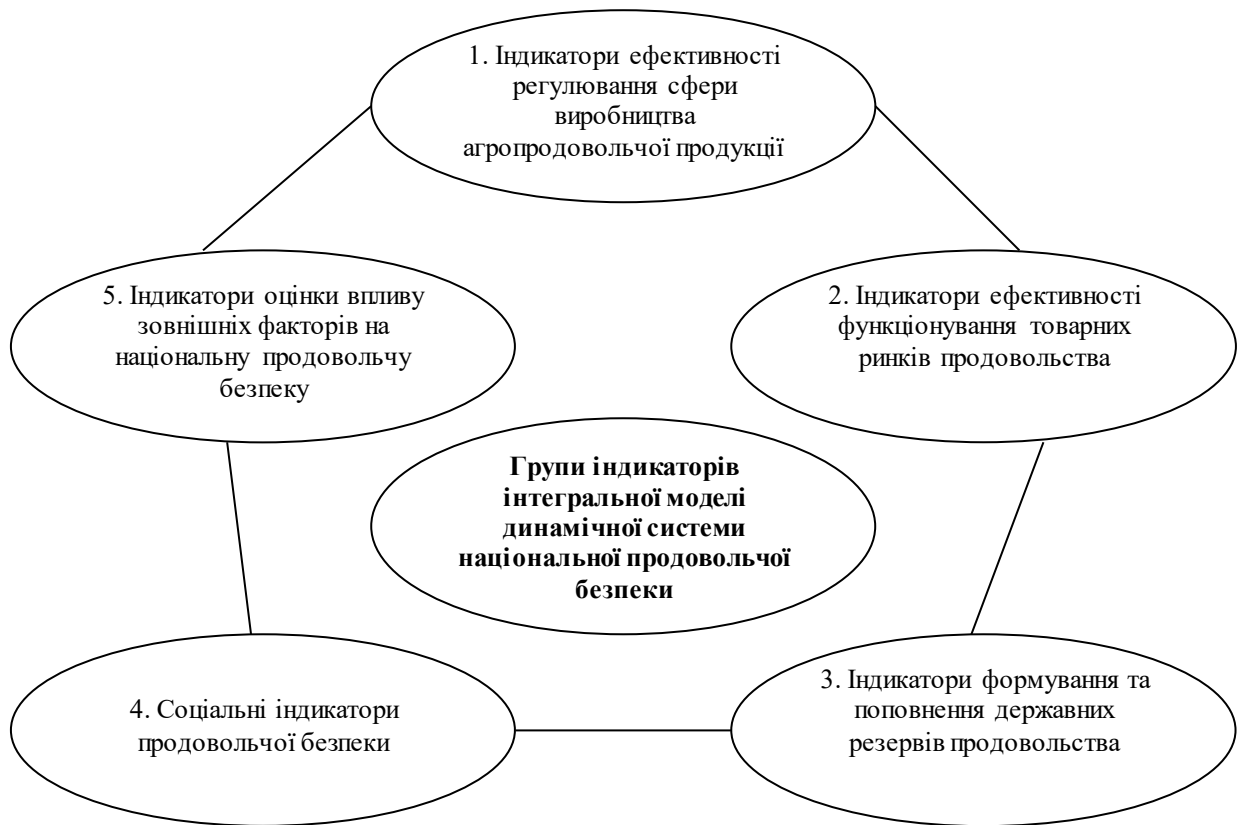 1. Індикатори ефективності
регулювання сфери
виробництва
агропродовольчої продукції
5. Індикатори оцінки впливу
зовнішніх факторів на
національну продовольчу
безпеку
2. Індикатори ефективності
функціонування товарних
ринків продовольства
Групи індикаторів
інтегральної моделі
динамічної системи
національної продовольчої
безпеки
4. Соціальні індикатори
продовольчої безпеки
3. Індикатори формування та
поповнення державних
резервів продовольства